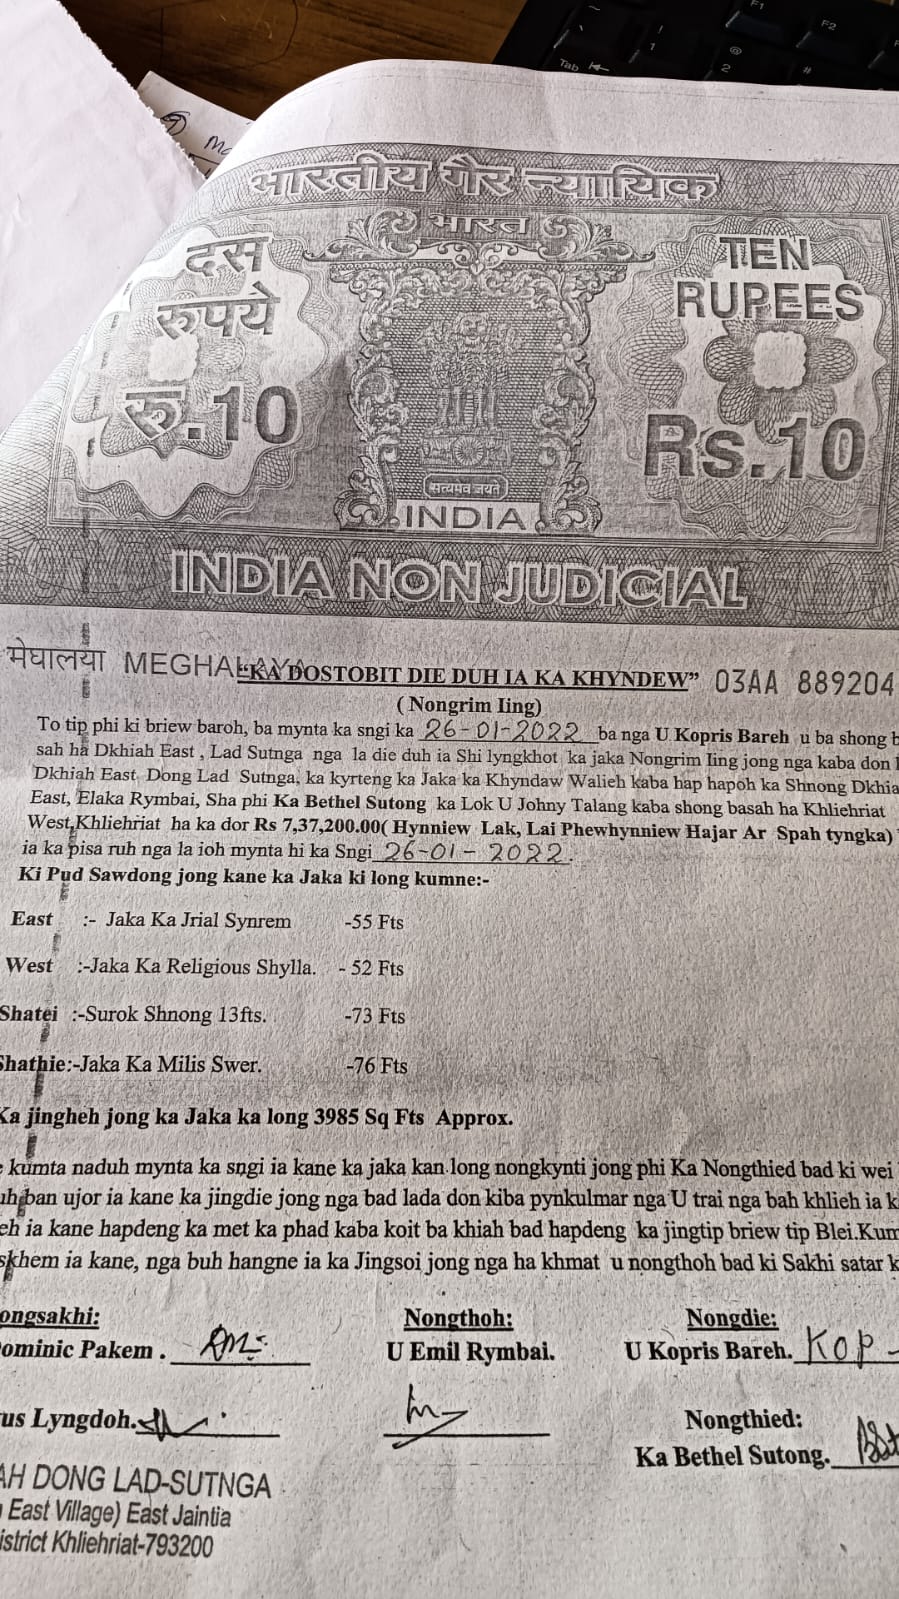 भारतीय गैर न्यायिक
भारत
दस
रुपये
रु.10
TEN
RUPEES
Rs.10
सत्यमेव जयते
INDIA
INDIA NON JUDICIAL
मेघालया MEGHALAYA
03AA 889204
"KA DOSTOBIT DIE DUH IA KA KHYNDEW"
( Nongrim Iing)
To tip phi ki briew baroh, ba mynta ka sngi ka 26-01-2022 ba nga U Kopris Bareh u ba shong
sah ha Dkhiah East , Lad Sutnga nga la die duh ia Shi lyngkhot ka jaka Nongrim Iing jong nga kaba don
Dkhiah East Dong Lad Sutnga, ka kyrteng ka Jaka ka Khyndaw Walieh kaba hap hapoh ka Shnong
East, Elaka Rymbai, Sha phi Ka Bethel Sutong ka Lok U Johny Talang kaba shong basah ha Khliehriat
West,Khliehriat ha ka dor Rs 7,37,200.00( Hynniew Lak, Lai Phewhynniew Hajar Ar Spah tyngka)
ia ka pisa ruh nga la ioh mynta hi ka Sngi 26-01-2022.
Ki Pud Sawdong jong kane ka Jaka ki long kumne:-
East :- Jaka Ka Jrial Synrem -55 Fts
West :-Jaka Ka Religious Shylla. - 52 Fts
Shatei :-Surok Shnong 13fts. -73 Fts
Shathie:-Jaka Ka Milis Swer. -76 Fts
Ka jingheh jong ka Jaka ka long 3985 Sq Fts Approx.
kumta naduh mynta ka sngi ia kane ka jaka kan long nongkynti jong phi Ka Nongthied bad ki wei
ban ujor ia kane ka jingdie jong nga bad lada don kiba pynkulmar nga U trai nga bah khlieh ia
ia kane hapdeng ka met ka phad kaba koit ba khiah bad hapdeng ka jingtip briew tip Blei.
ia kane, nga buh hangne ia ka Jingsoi jong nga ha khmat u nongthoh bad ki Sakhi satar
ongsakhi:
Nongthoh:
Nongdie:
ominic Pakem .
U Emil Rymbai.
U Kopris Bareh. Kop
us Lyngdoh.
Nongthied:
Ka Bethel Sutong.
AH DONG LAD-SUTNGA
East Village) East Jaintia
istrict Khliehriat-793200
Tab
F1
F2
1
2
#